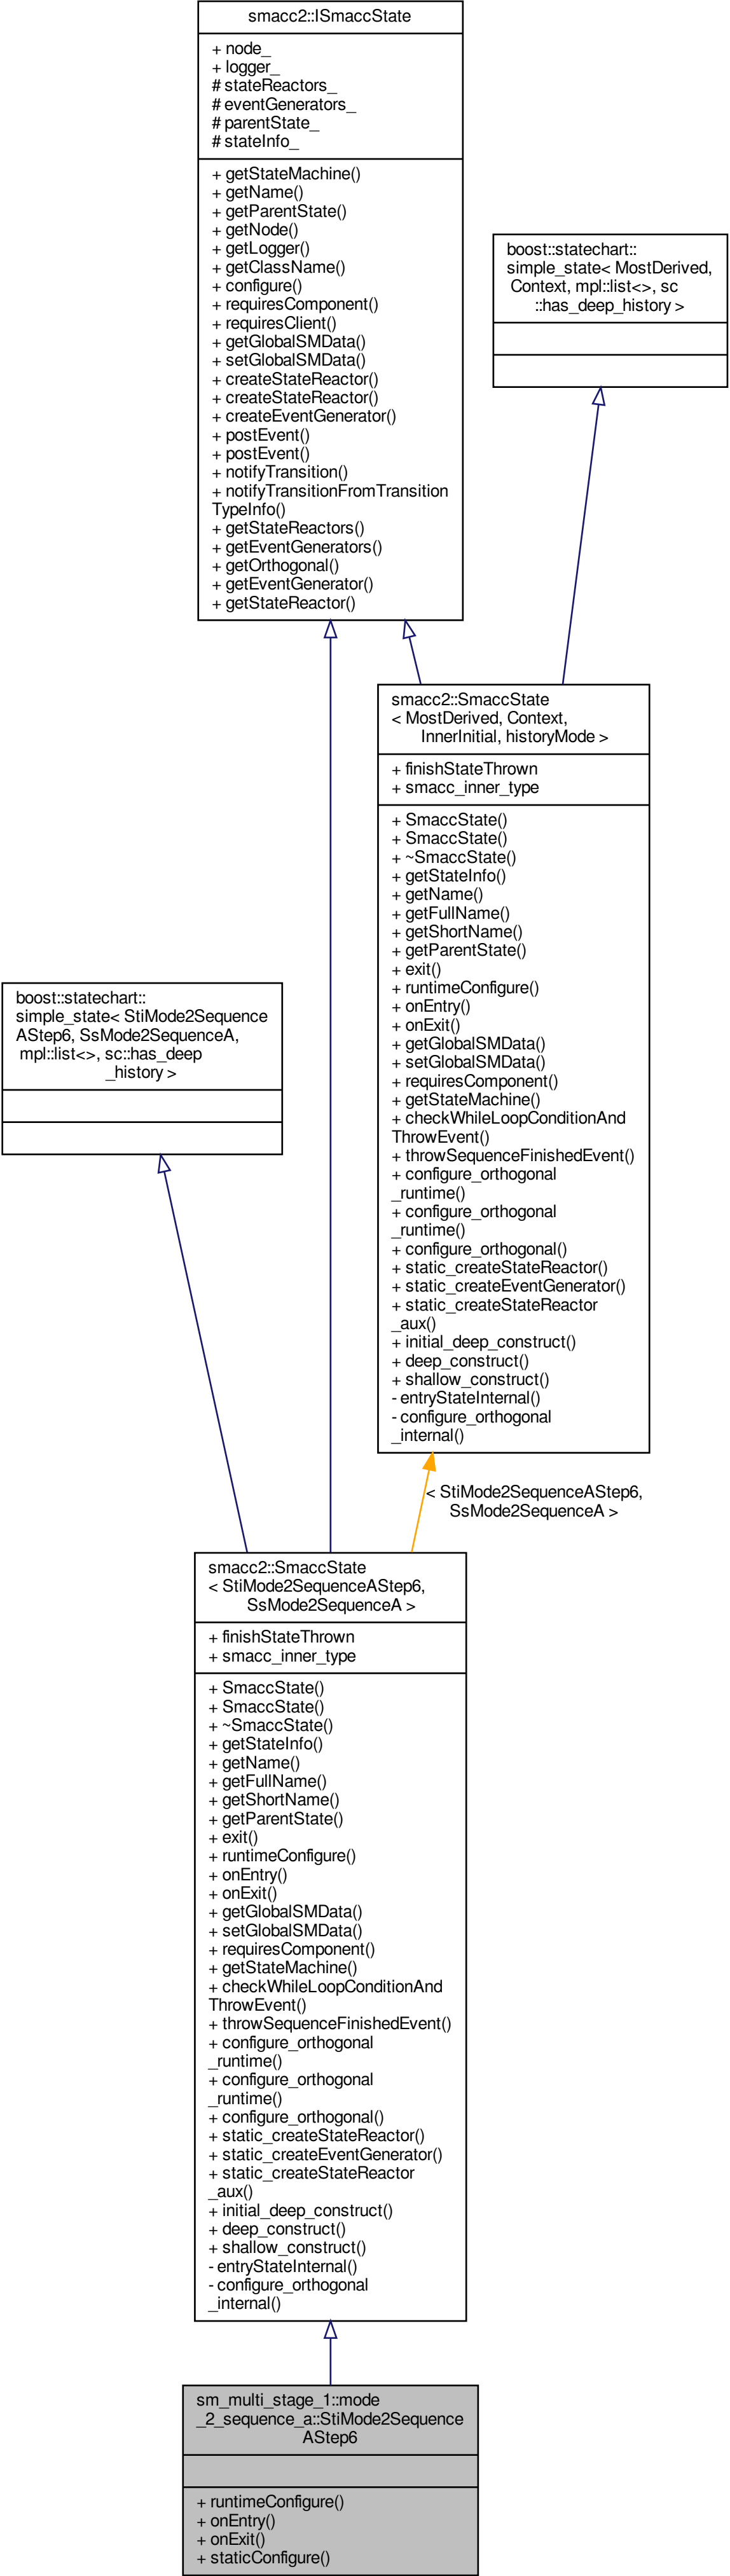 smacc2::ISmaccState
+ node_
+ logger_
# stateReactors_
# eventGenerators_
# parentState_
# stateInfo_
+ getStateMachine()
+ getName()
+ getParentState()
+ getNode()
+ getLogger()
+ getClassName()
+ configure()
+ requiresComponent()
+ requiresClient()
+ getGlobalSMData()
+ setGlobalSMData()
+ createStateReactor()
+ createStateReactor()
+ createEventGenerator()
+ postEvent()
+ postEvent()
+ notifyTransition()
+ notifyTransitionFromTransition
TypeInfo()
+ getStateReactors()
+ getEventGenerators()
+ getOrthogonal()
+ getEventGenerator()
+ getStateReactor()
boost::statechart::
simple_state< MostDerived,
Context, mpl::list<>, sc
::has_deep_history >
smacc2::SmaccState
< MostDerived, Context,
InnerInitial, historyMode >
+ finishStateThrown
+ smacc_inner_type
+ SmaccState()
+ SmaccState()
+ ~SmaccState()
+ getStateInfo()
+ getName()
+ getFullName()
+ getShortName()
+ getParentState()
+ exit()
+ runtimeConfigure()
+ onEntry()
+ onExit()
+ getGlobalSMData()
+ setGlobalSMData()
+ requiresComponent()
+ getStateMachine()
+ checkWhileLoopConditionAnd
ThrowEvent()
+ throwSequenceFinishedEvent()
+ configure_orthogonal
_runtime()
+ configure_orthogonal
_runtime()
+ configure_orthogonal()
+ static_createStateReactor()
+ static_createEventGenerator()
+ static_createStateReactor
_aux()
+ initial_deep_construct()
+ deep_construct()
+ shallow_construct()
- entryStateInternal()
- configure_orthogonal
_internal()
boost::statechart::
simple_state< StiMode2Sequence
AStep6, SsMode2SequenceA,
mpl::list<>, sc::has_deep
_history >
< StiMode2SequenceAStep6,
SsMode2SequenceA >
smacc2::SmaccState
< StiMode2SequenceAStep6,
SsMode2SequenceA >
+ finishStateThrown
+ smacc_inner_type
+ SmaccState()
+ SmaccState()
+ ~SmaccState()
+ getStateInfo()
+ getName()
+ getFullName()
+ getShortName()
+ getParentState()
+ exit()
+ runtimeConfigure()
+ onEntry()
+ onExit()
+ getGlobalSMData()
+ setGlobalSMData()
+ requiresComponent()
+ getStateMachine()
+ checkWhileLoopConditionAnd
ThrowEvent()
+ throwSequenceFinishedEvent()
+ configure_orthogonal
_runtime()
+ configure_orthogonal
_runtime()
+ configure_orthogonal()
+ static_createStateReactor()
+ static_createEventGenerator()
+ static_createStateReactor
_aux()
+ initial_deep_construct()
+ deep_construct()
+ shallow_construct()
- entryStateInternal()
- configure_orthogonal
_internal()
sm_multi_stage_1::mode
_2_sequence_a::StiMode2Sequence
AStep6
+ runtimeConfigure()
+ onEntry()
+ onExit()
+ staticConfigure()